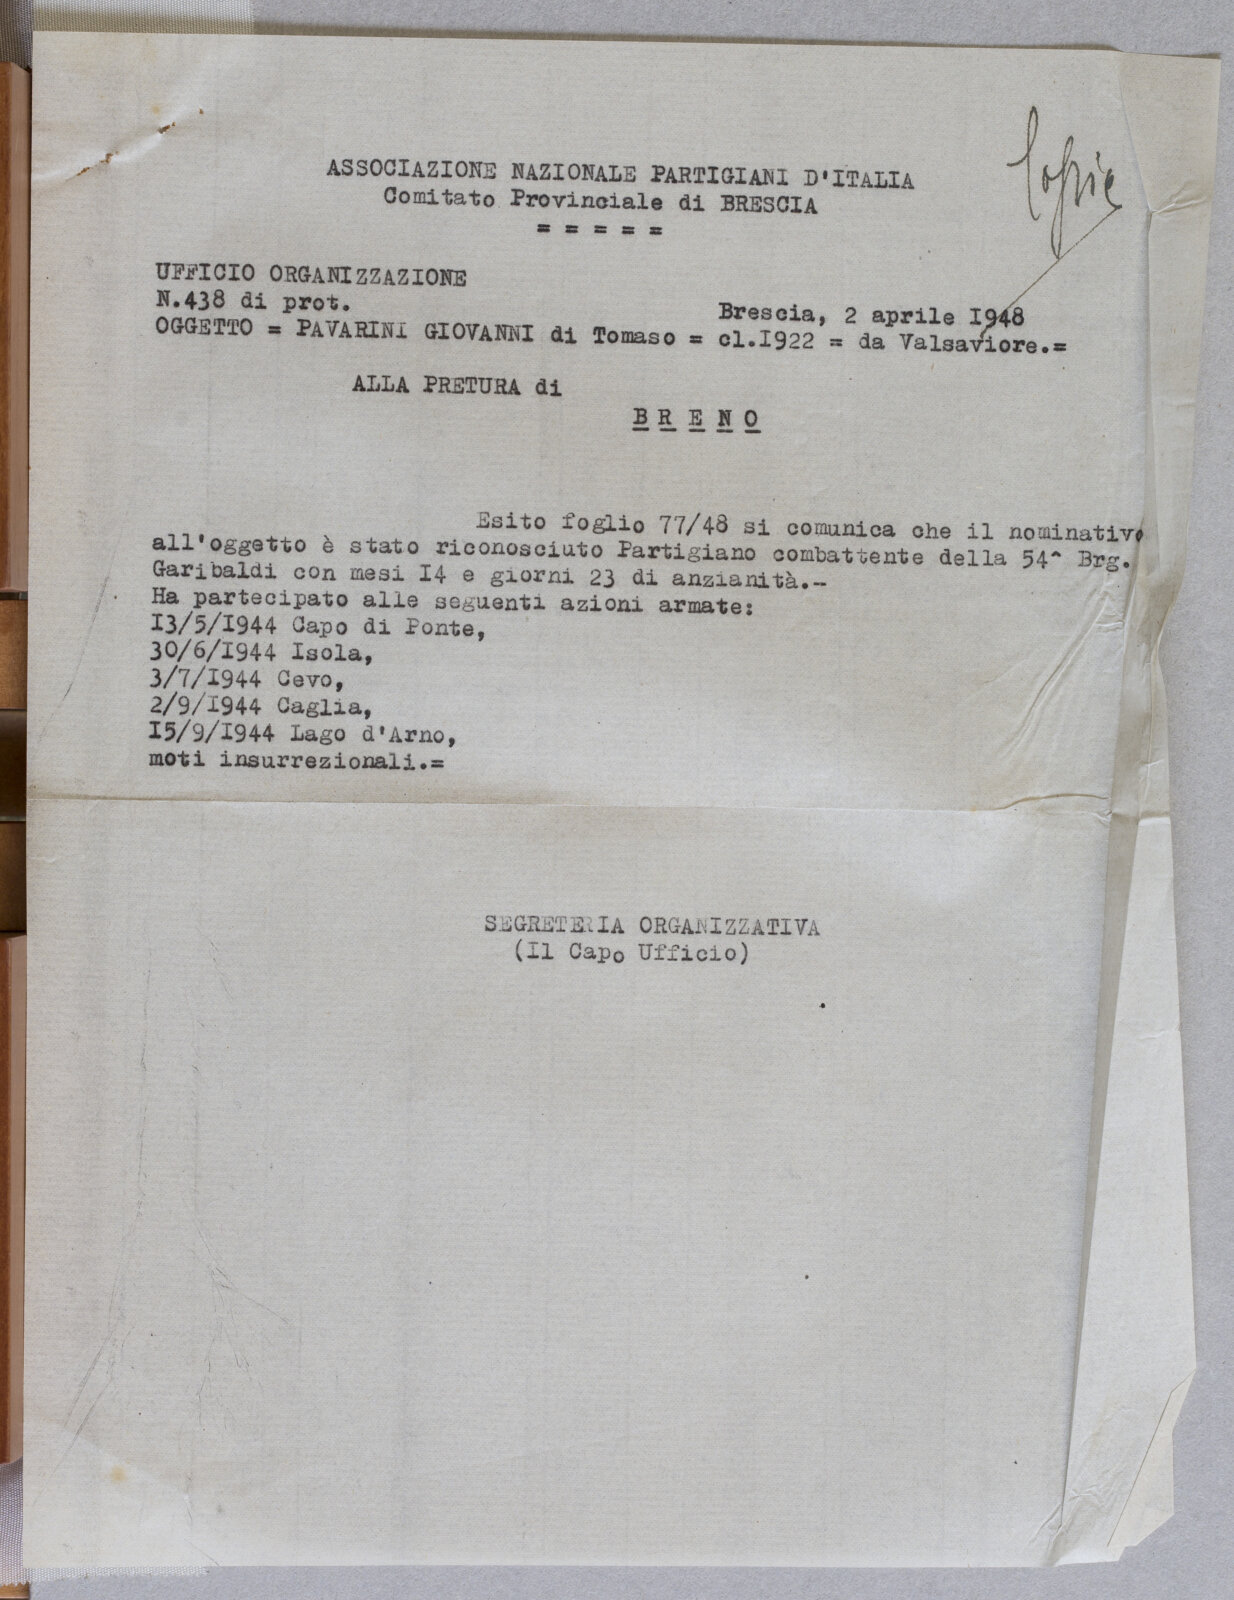 Copia
ASSOCIAZIONE NAZIONALE PARTIGIANI D'ITALIA
Comitato Provinciale di BRESCIA
= = = = =
UFFICIO ORGANIZZAZIONE
N.438 di prot.
Brescia, 2 aprile I948
OGGETTO = PAVARINI GIOVANNI di Tomaso = cl.I922 = da Valsaviore.=
ALLA PRETURA di
B R E N O
Esito foglio 77/48 si comunica che il nominativo
all'oggetto è stato riconosciuto Partigiano combattente della 54^ Brg.
Garibaldi con mesi I4 e giorni 23 di anzianità.-
Ha partecipato alle seguenti azioni armate:
I3/5/I944 Capo di Ponte,
30/6/I944 Isola,
3/7/I944 Cevo,
2/9/I944 Caglia,
I5/9/I944 Lago d'Arno,
moti insurrezionali.=
SEGRETERIA ORGANIZZATIVA
(Il Capo Ufficio)